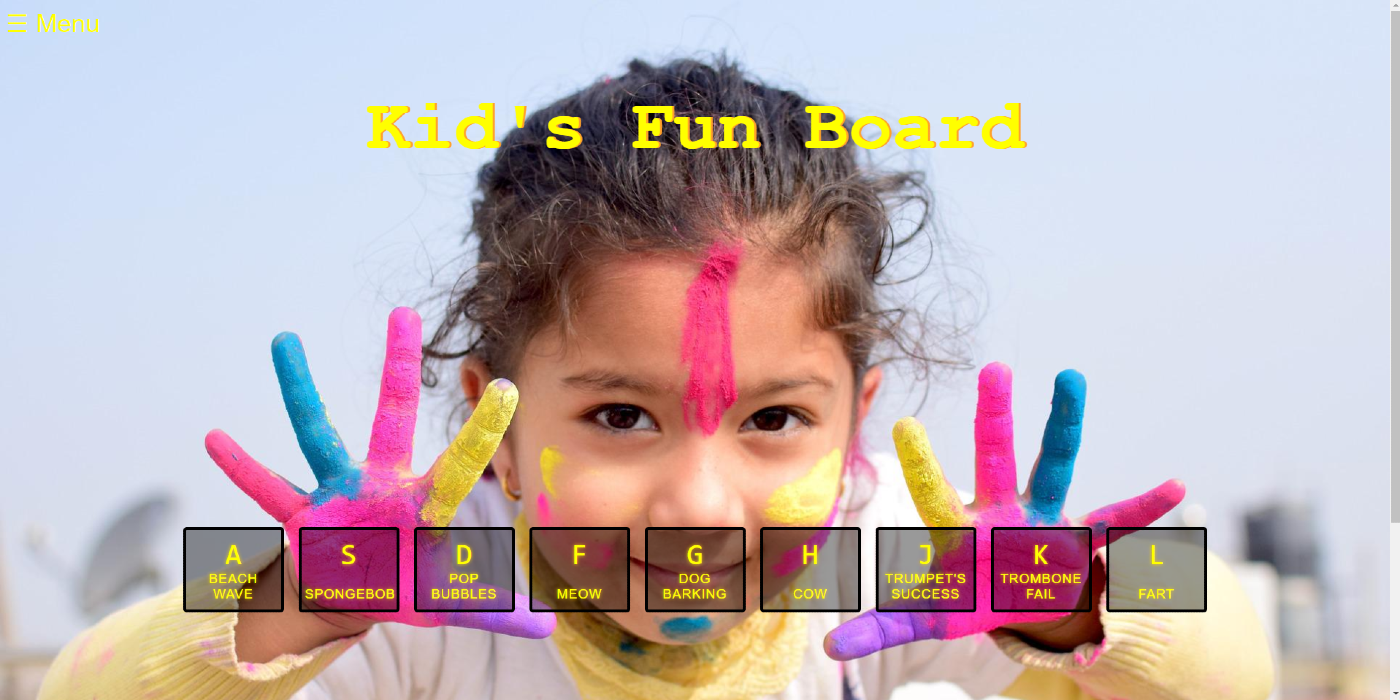 ☰ Menu
Kid's Fun Board
A
BEACH
WAVE
S
SPONGEBOB
D
POP
BUBBLES
F
MEOW
G
DOG
BARKING
H
COW
J
TRUMPET'S
SUCCESS
K
TROMBONE
FAIL
L
FART